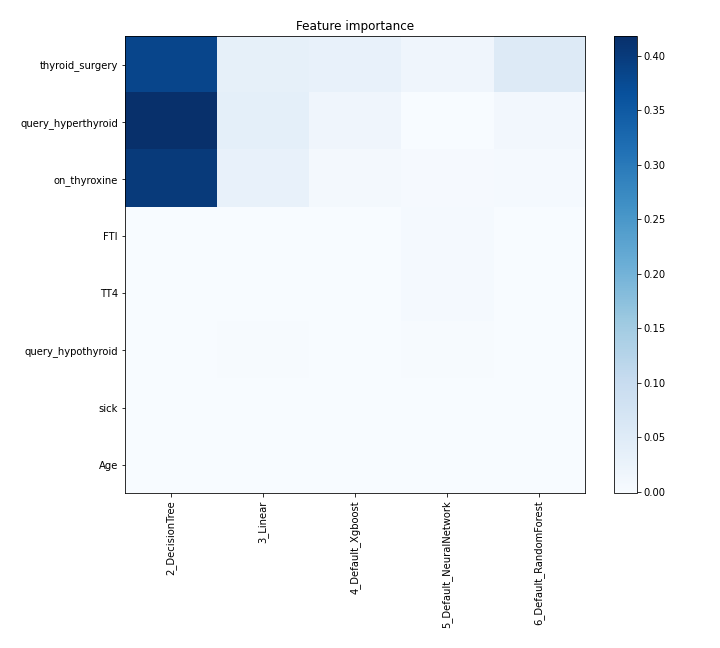 Feature importance
thyroid_surgery
query_hyperthyroid
on_thyroxine
FTI
TT4
query_hypothyroid
sick
Age
2_DecisionTree
3_Linear
4_Default_Xgboost
5_Default_NeuralNetwork
6_Default_RandomForest
0.40
0.35
0.30
0.25
0.20
0.15
0.10
0.05
0.00